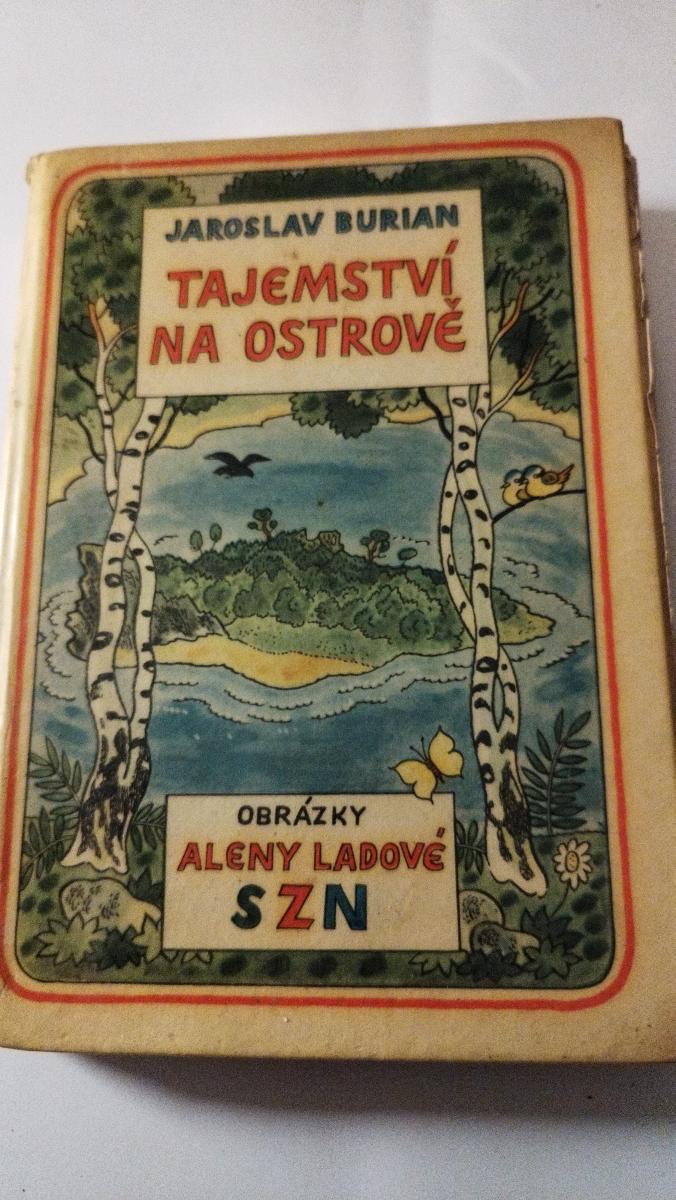 JAROSLAV BURIAN
TAJEMSTVÍ
NA OSTROVĚ
OBRÁZKY
ALENY LADOVÉ
SZN